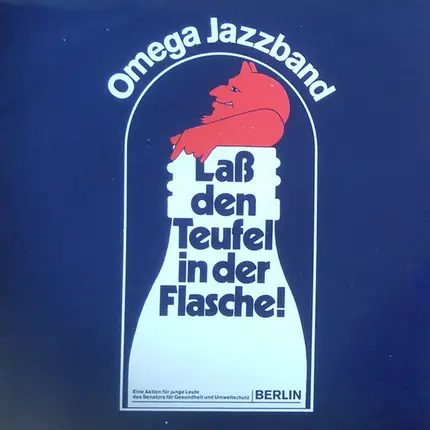 Omega Jazzband
Laß
den
Teufel
in der
Flasche!
Eine Aktion für junge Leute
des Senators für Gesundheit und Umweltschutz
BERLIN